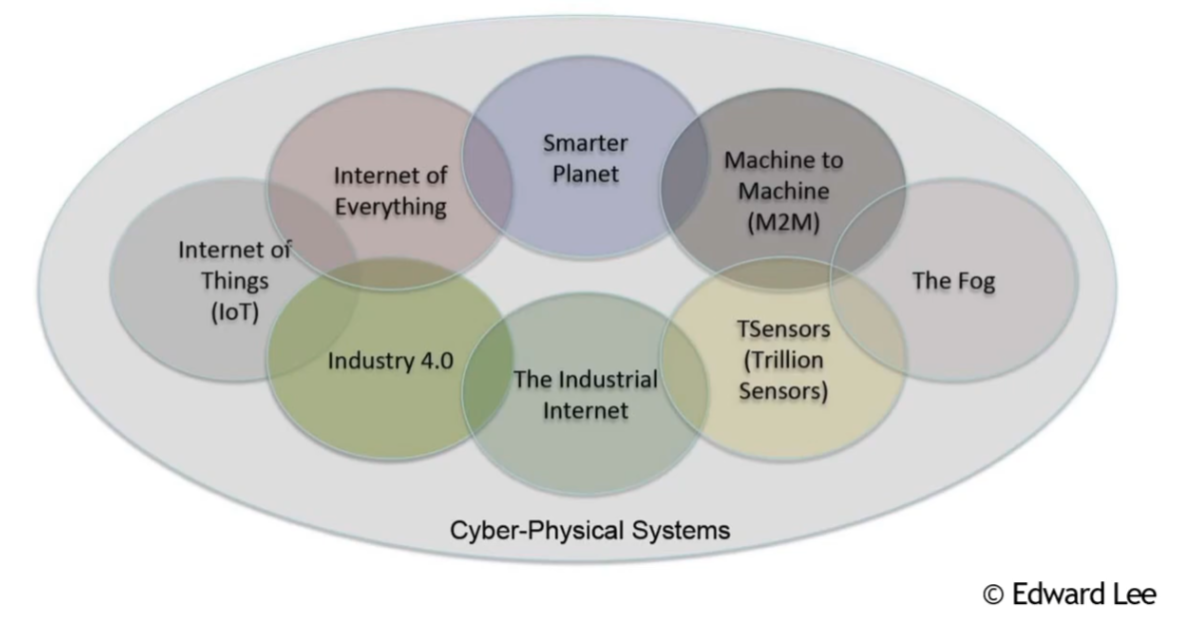 Smarter
Planet
Internet of
Everything
Machine to
Machine
(M2M)
Internet of
Things
(IoT)
The Fog
Industry 4.0
The Industrial
Internet
TSensors
(Trillion
Sensors)
Cyber-Physical Systems
© Edward Lee